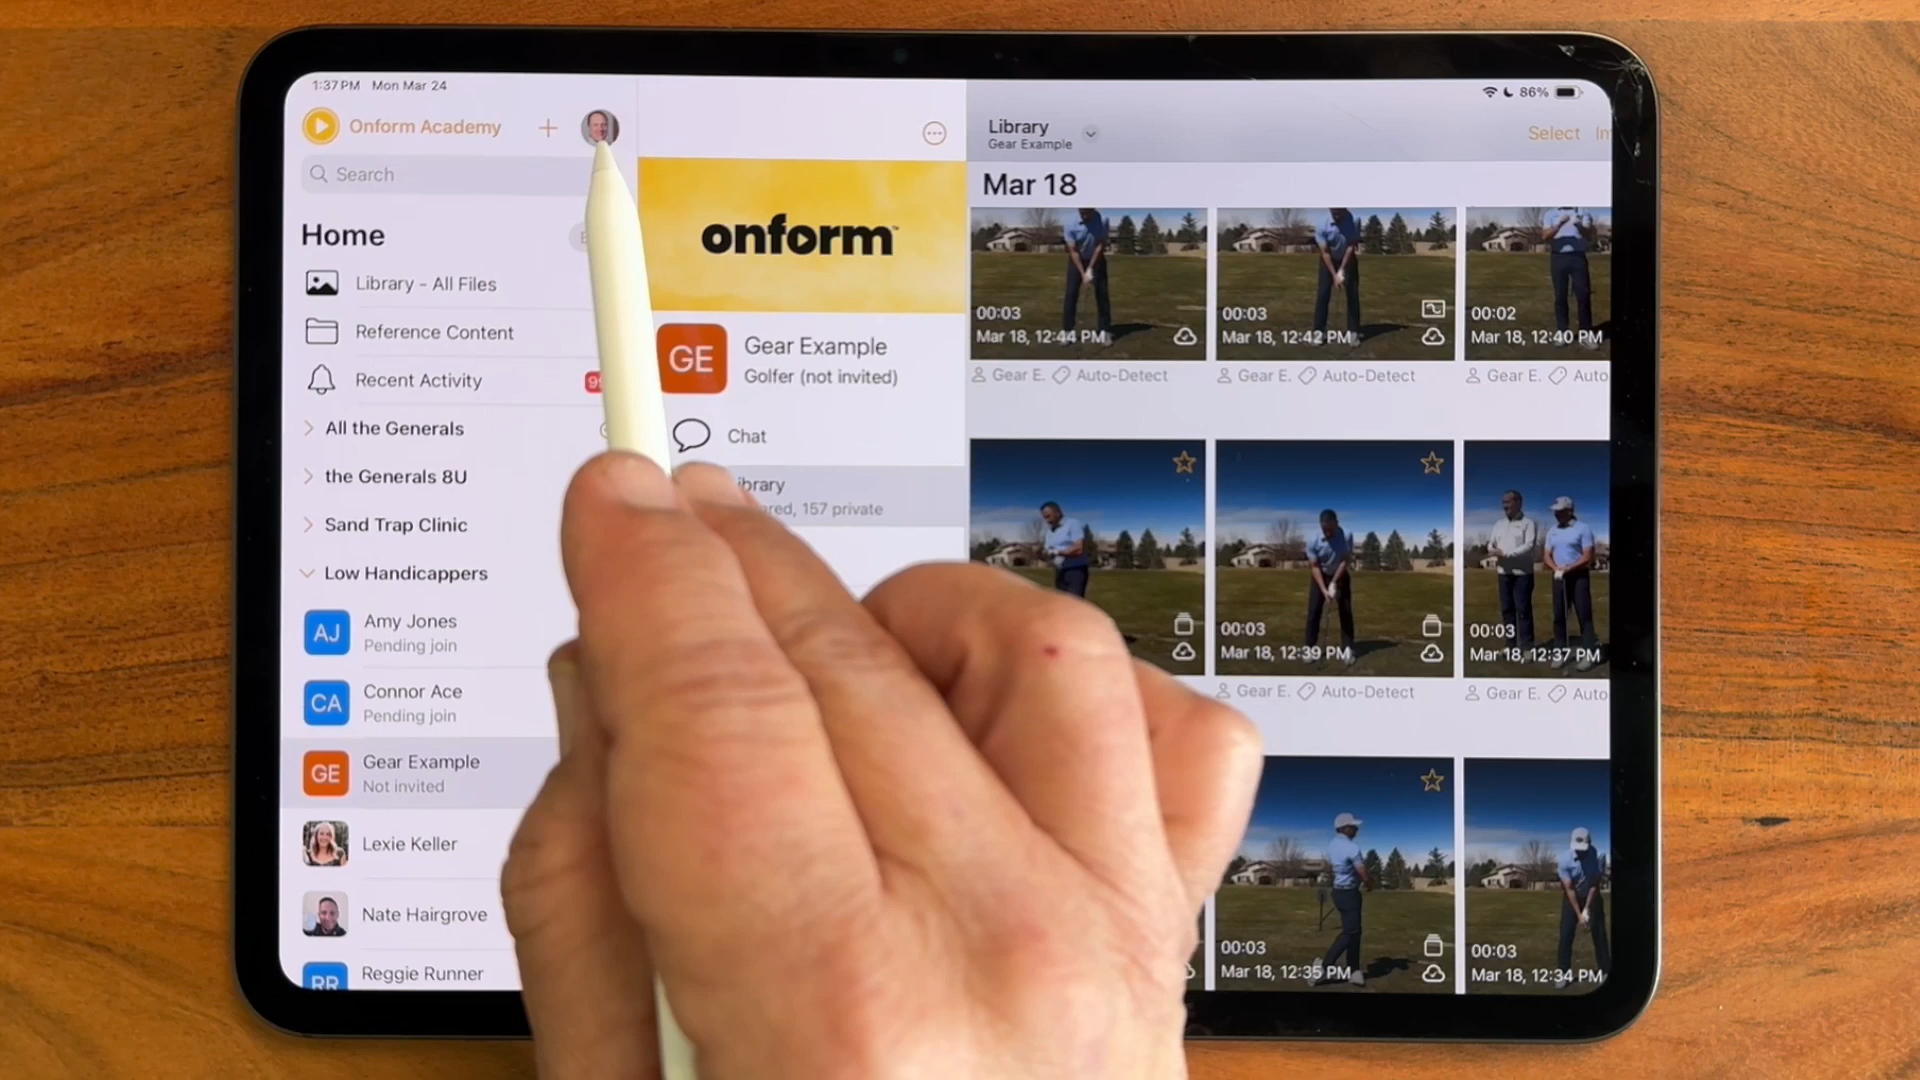 1:37 PM Mon Mar 24
86%
Onform Academy
Search
Home
Library - All Files
Reference Content
Recent Activity
All the Generals
the Generals 8U
Sand Trap Clinic
Low Handicappers
AJ
Amy Jones
Pending join
CA
Connor Ace
Pending join
GE
Gear Example
Not invited
Lexie Keller
Nate Hairgrove
RR
Reggie Runner
onform
GE
Gear Example
Golfer (not invited)
Chat
157 private
Library
Gear Example
Select
Mar 18
00:03
Mar 18, 12:44 PM
Gear E. Auto-Detect
00:03
Mar 18, 12:42 PM
Gear E. Auto-Detect
00:02
Mar 18, 12:40 PM
Gear E. Auto
00:03
Mar 18, 12:39 PM
Gear E. Auto-Detect
00:03
Mar 18, 12:37 PM
Gear E. Auto
00:03
Mar 18, 12:35 PM
00:03
Mar 18, 12:34 PM